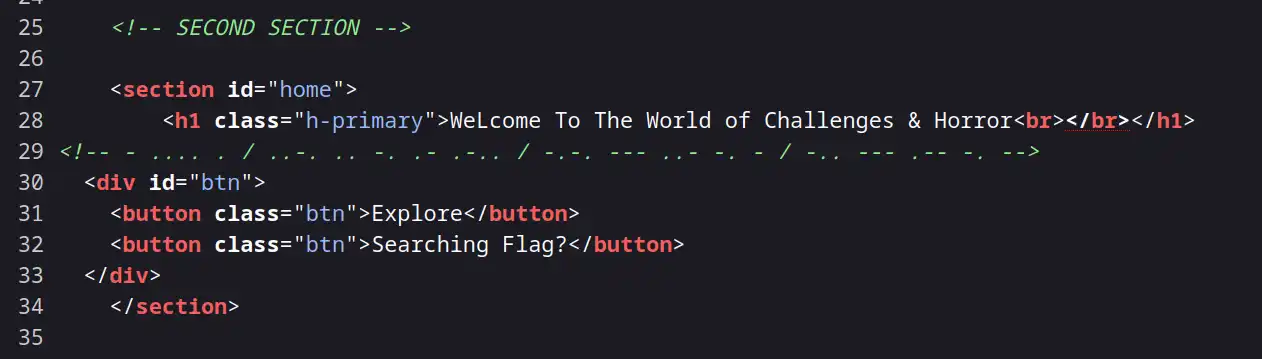 25 <!-- SECOND SECTION -->
26
27 <section id="home">
28 <h1 class="h-primary">WeLcome To The World of Challenges & Horror<br></br></h1>
29 <!-- - .... . / ..-. .. -. .- .-.. / -.-. --- ..- -. - / -.. --- .-- -. -->
30 <div id="btn">
31 <button class="btn">Explore</button>
32 <button class="btn">Searching Flag?</button>
33 </div>
34 </section>
35